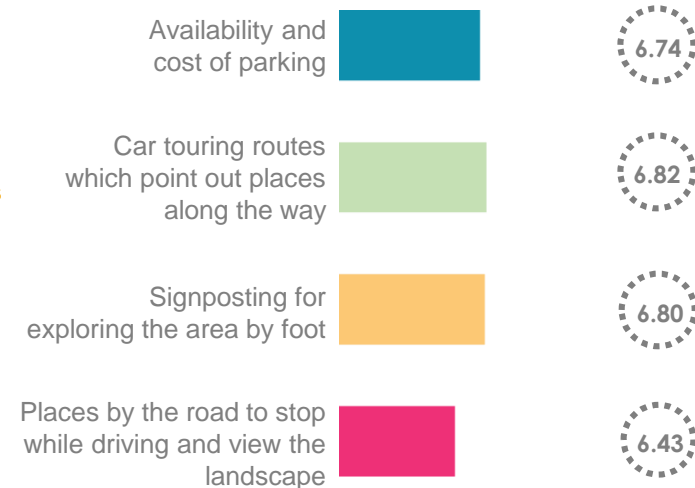 Availability and
cost of parking
6.74
Car touring routes
which point out places
along the way
6.82
Signposting for
exploring the area by foot
6.80
Places by the road to stop
while driving and view the
landscape
6.43